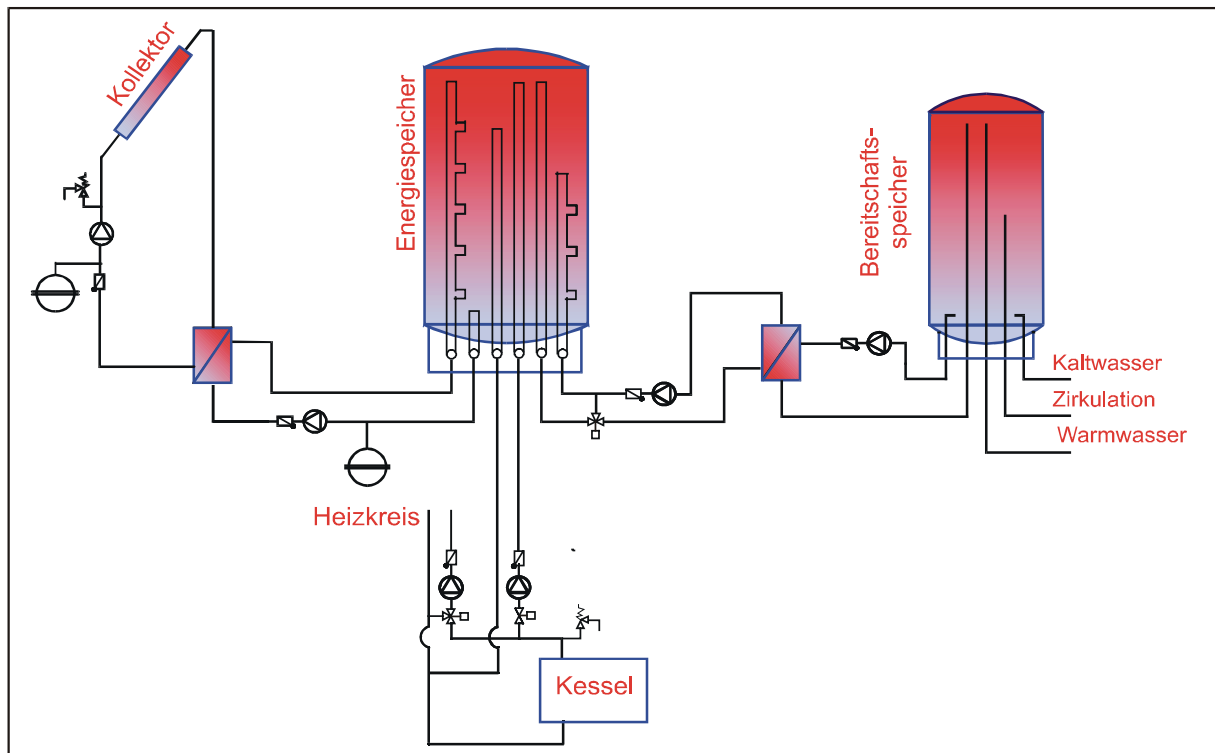 Kollektor
Energiespeicher
Bereitschafts-
speicher
Kaltwasser
Zirkulation
Warmwasser
Heizkreis
Kessel